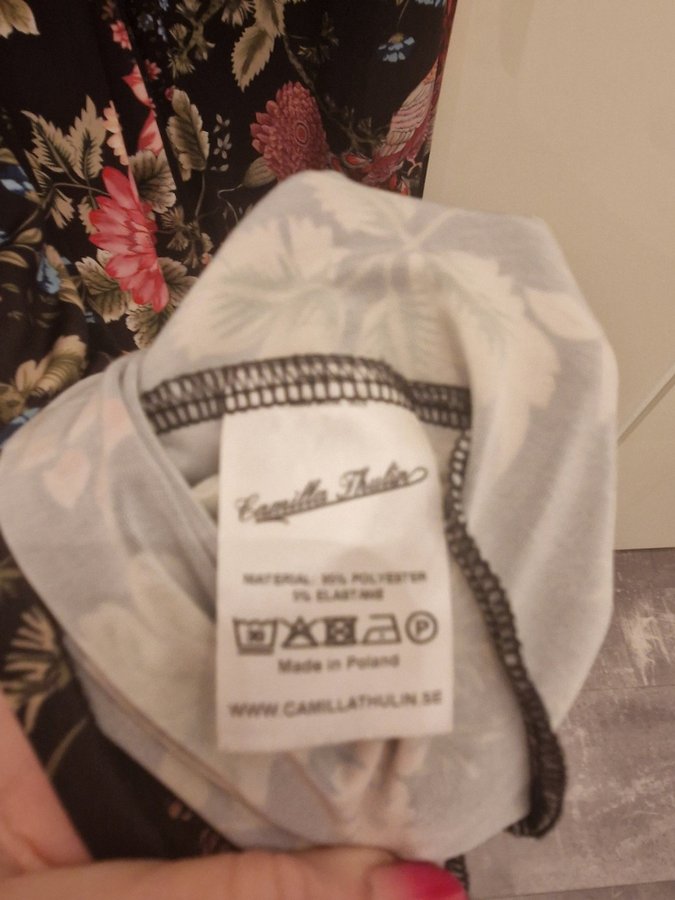 Camilla Thulin
MATERIAL: 95% POLYESTER
5% ELASTANE
P
Made in Poland
WWW.CAMILLATHULIN.SE